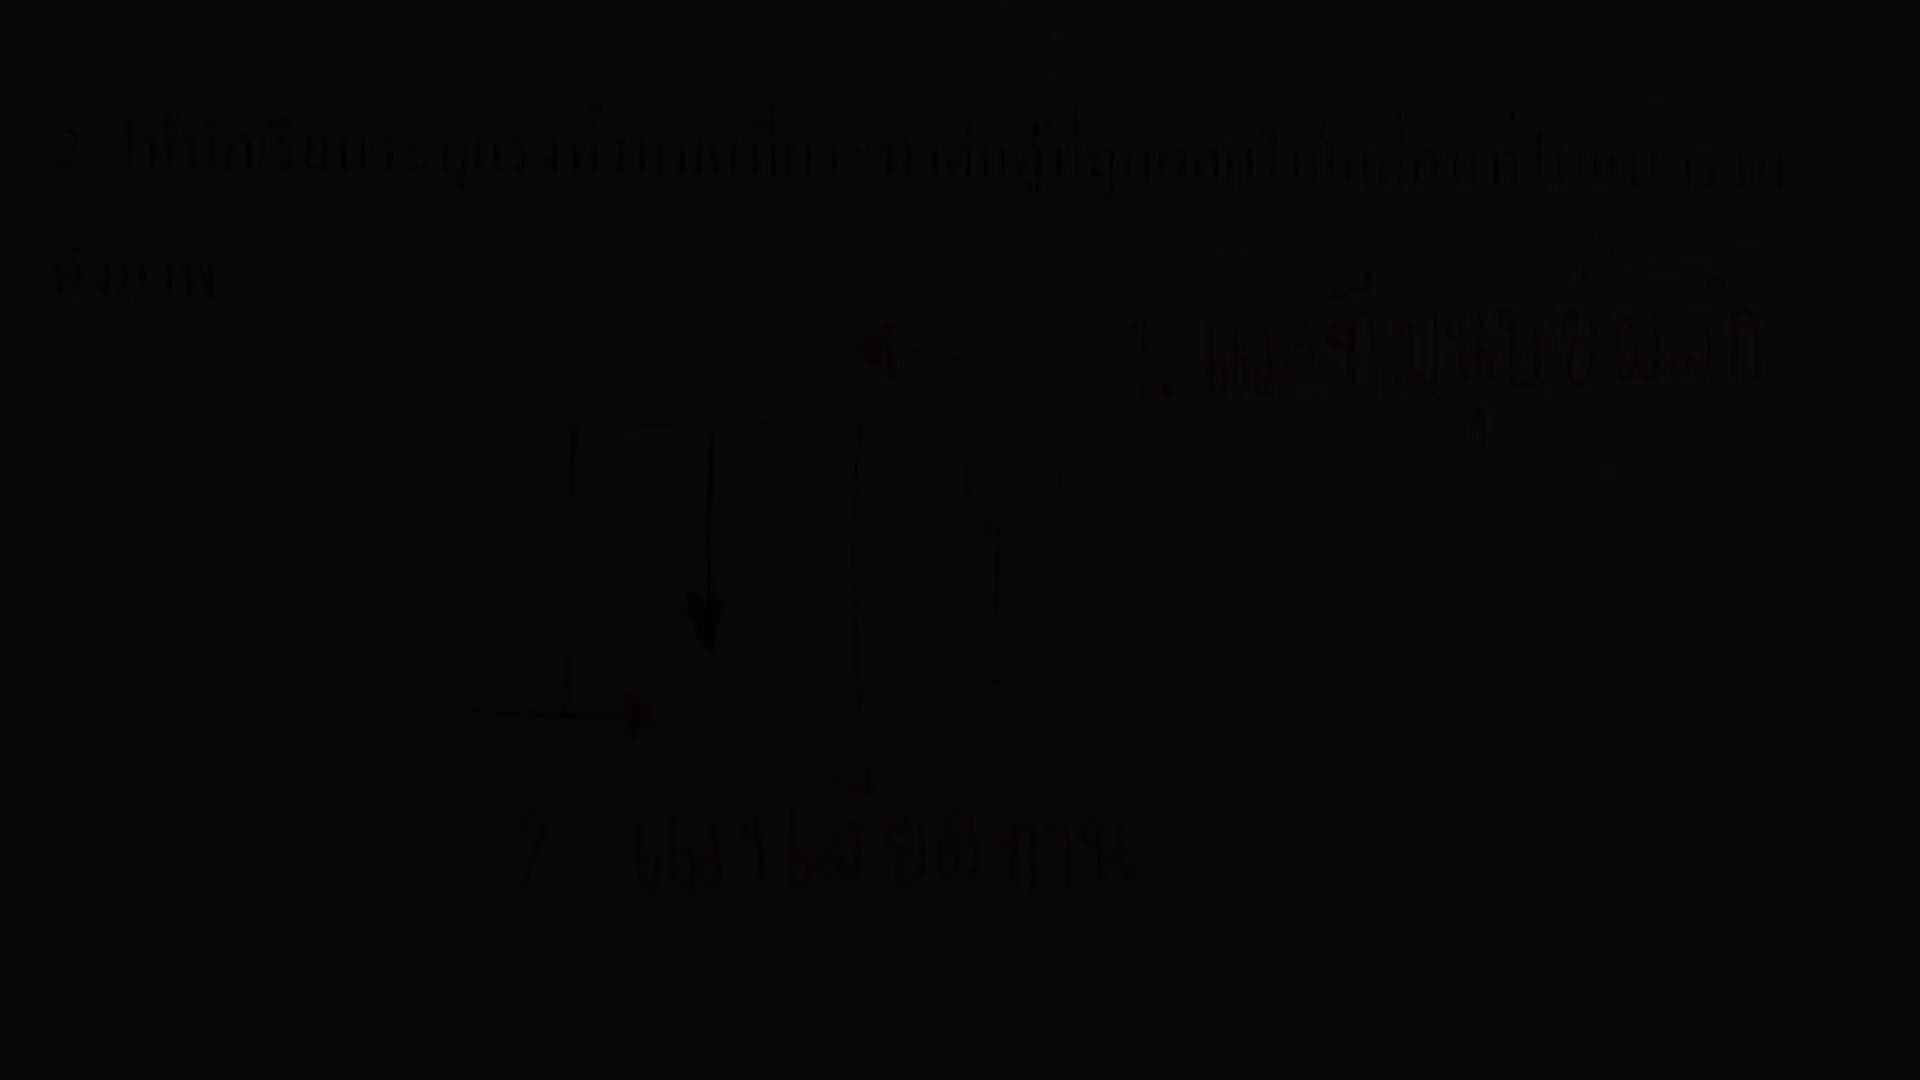 2. ให้นักเรียนระบุแรงทั้งหมดที่กระทำต่อตู้ที่ถูกผลักให้เคลื่อนที่ในแนวราบ
ดังภาพ
1. แรงที่มนุษย์ผลัก
2. แรงเสียดทาน